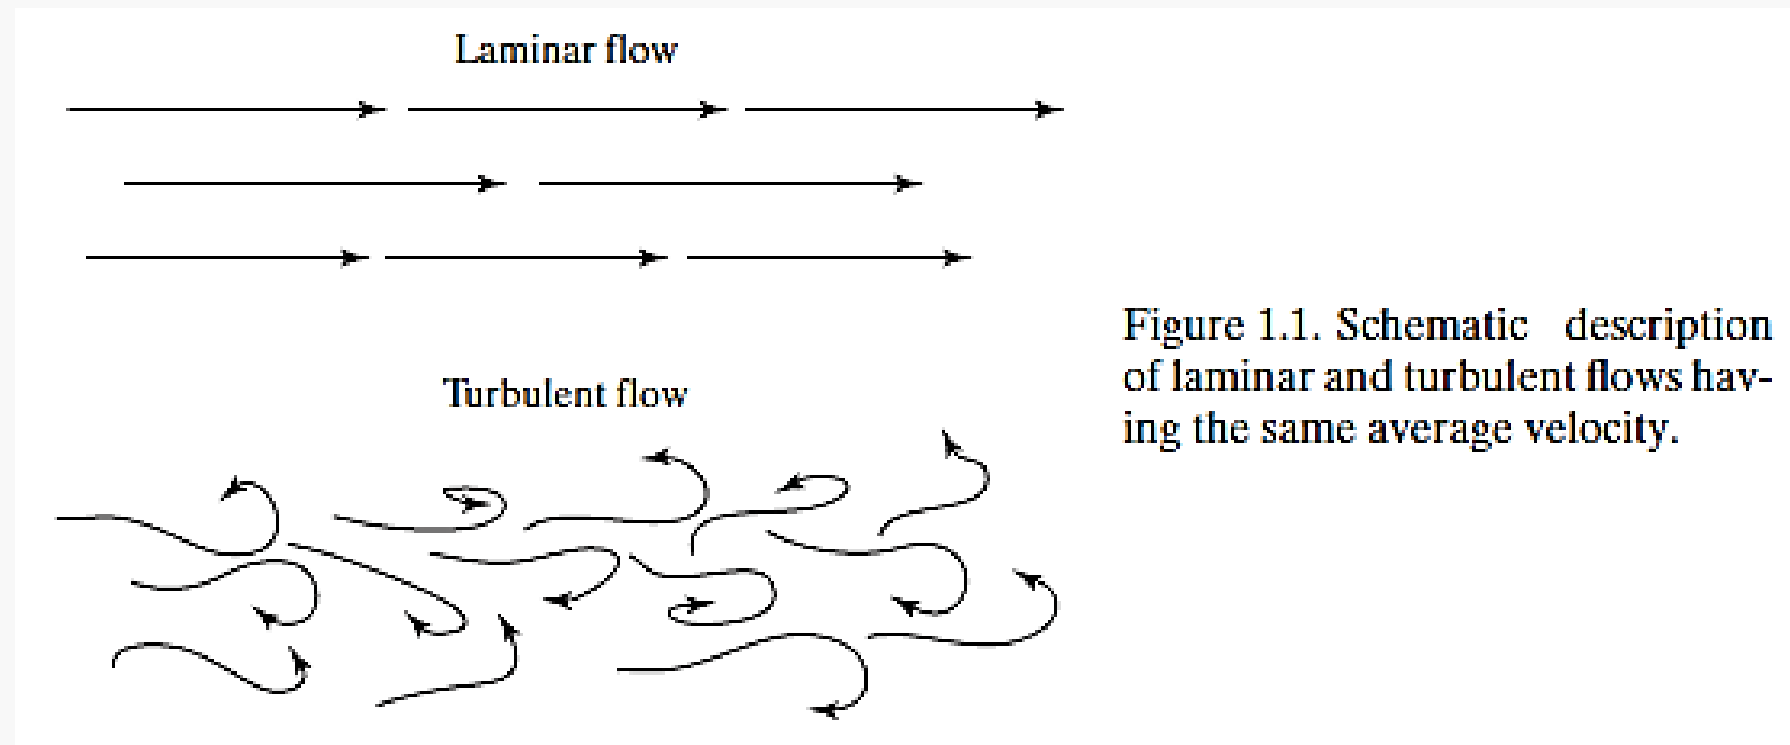 Laminar flow
Turbulent flow
Figure 1.1. Schematic description
of laminar and turbulent flows hav-
ing the same average velocity.